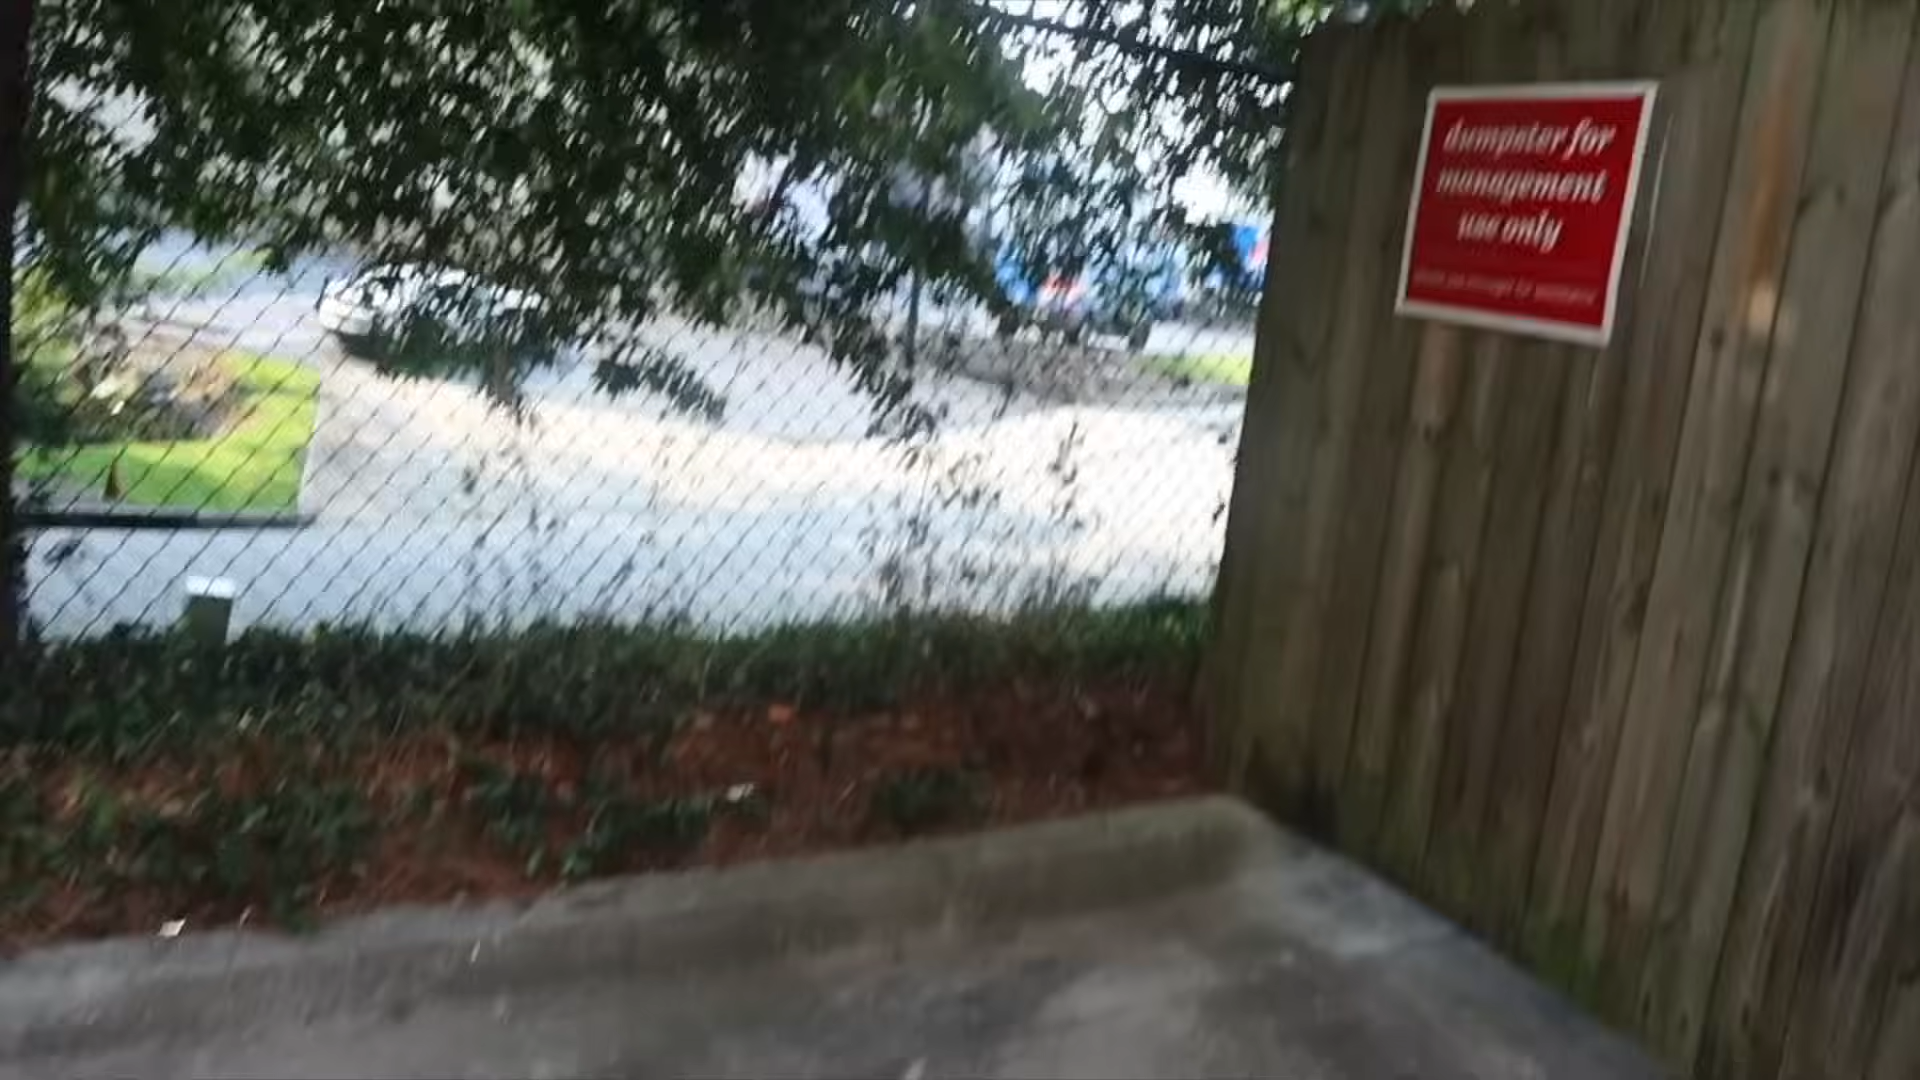 dumpster for
management
use only